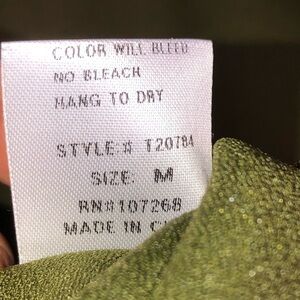 COLOR WILL BLEED
NO BLEACH
HANG TO DRY
STYLE# T20784
SIZE: M
RN#107268
MADE IN